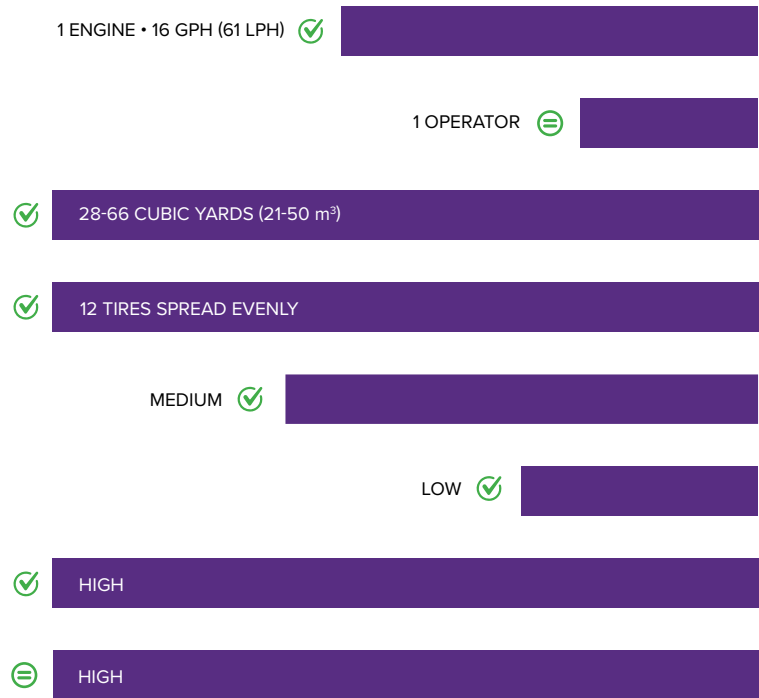 1 ENGINE • 16 GPH (61 LPH)
1 OPERATOR
28-66 CUBIC YARDS (21-50 m³)
12 TIRES SPREAD EVENLY
MEDIUM
LOW
HIGH
HIGH